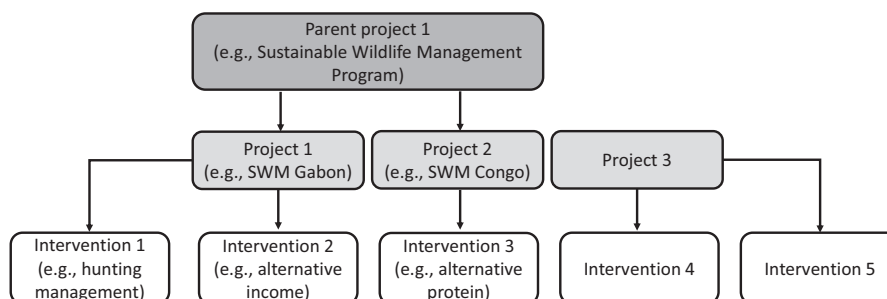 Parent project 1
(e.g., Sustainable Wildlife Management
Program)
Project 1
(e.g., SWM Gabon)
Project 2
(e.g., SWM Congo)
Project 3
Intervention 1
(e.g., hunting
management)
Intervention 2
(e.g., alternative
income)
Intervention 3
(e.g., alternative
protein)
Intervention 4
Intervention 5